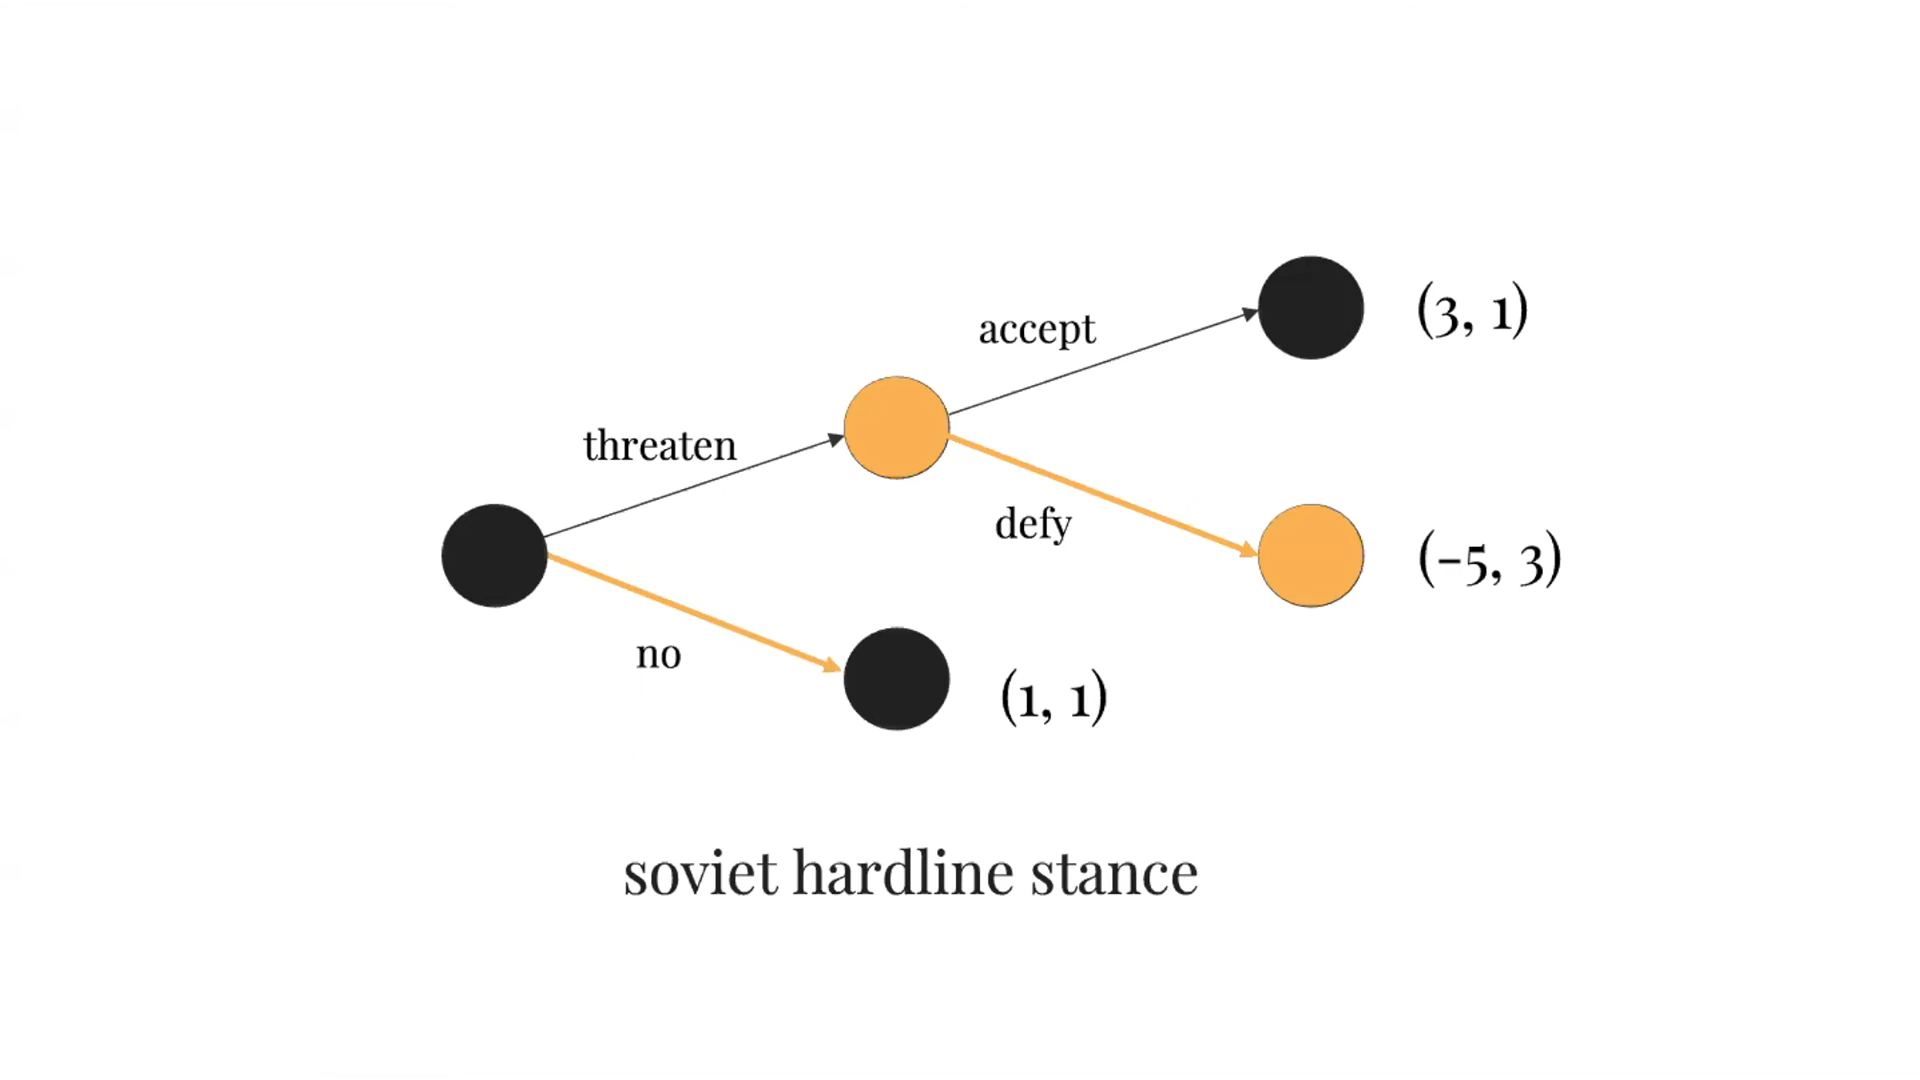 accept
(3, 1)
threaten
defy
(-5, 3)
no
(1, 1)
soviet hardline stance